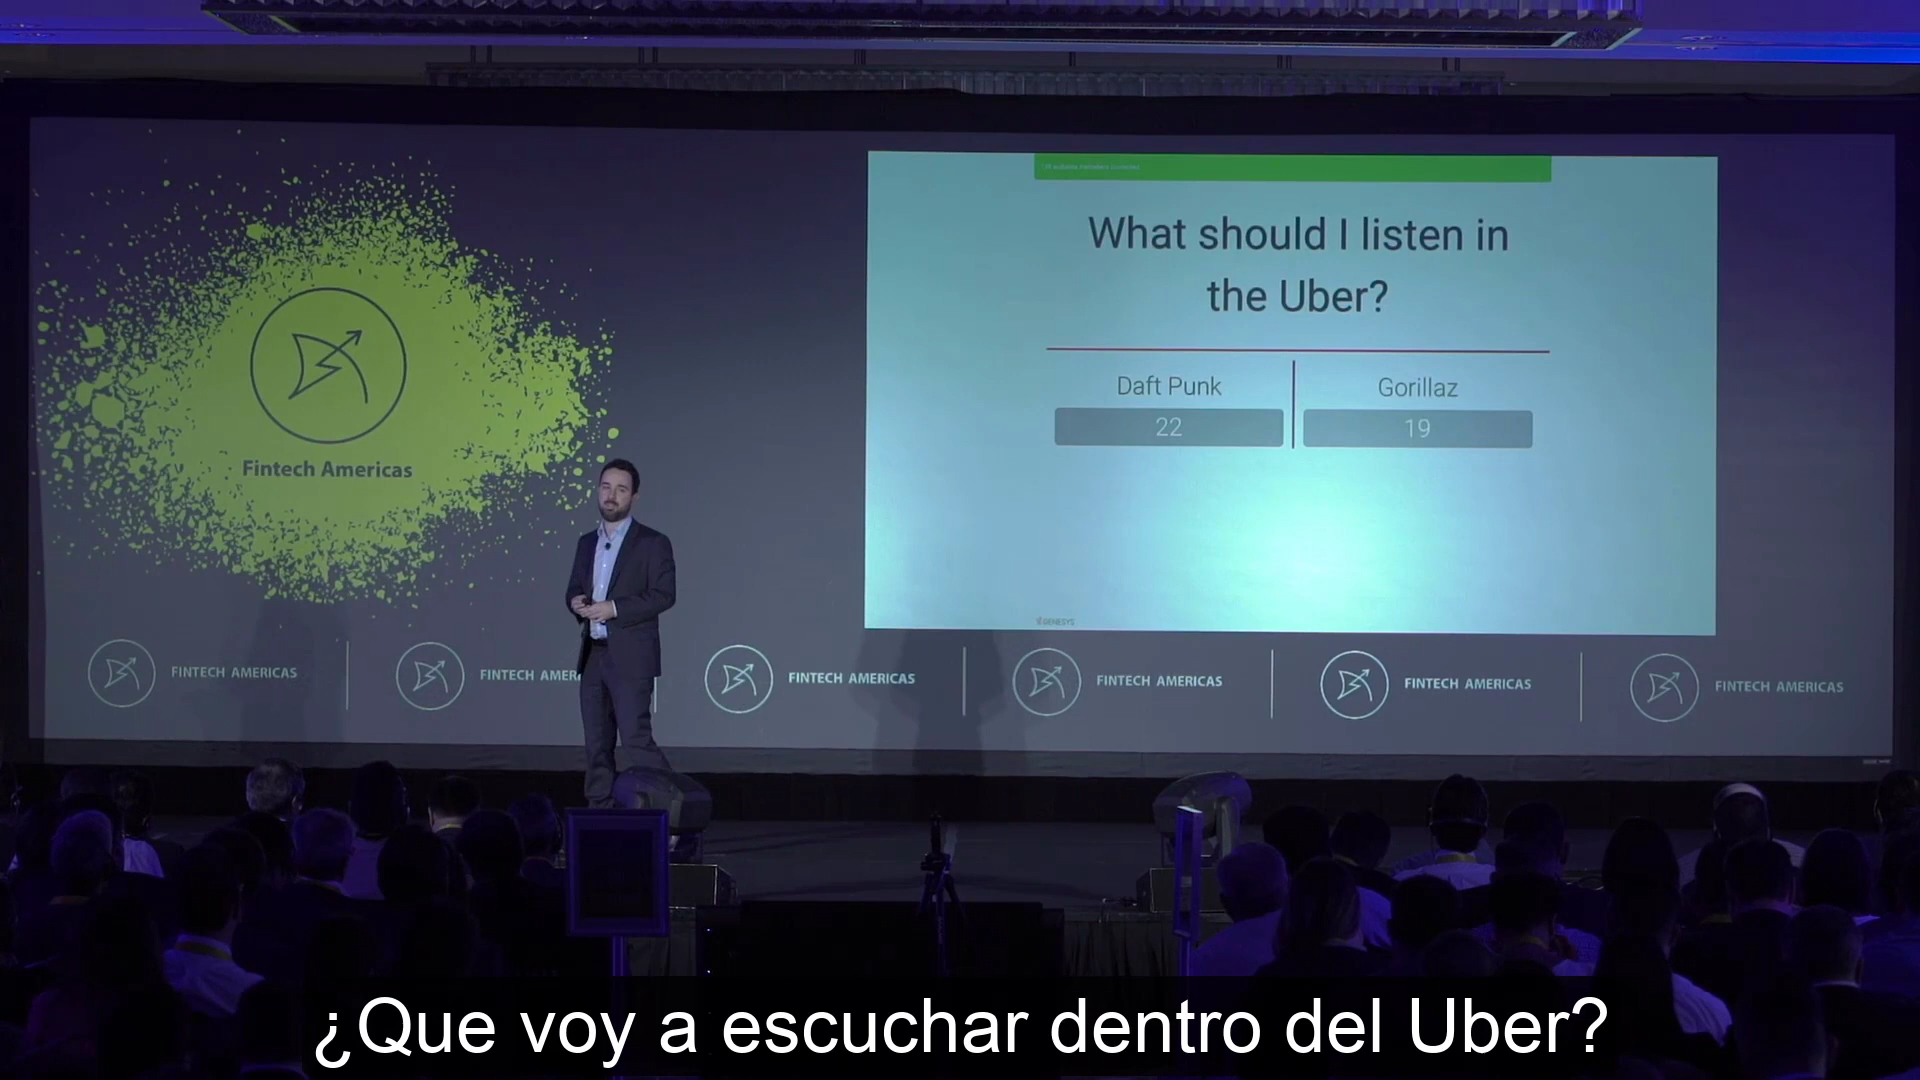 What should I listen in
the Uber?
Daft Punk
Gorillaz
22
19
GENESYS
Fintech Americas
FINTECH AMERICAS
FINTECH AMER
FINTECH AMERICAS
FINTECH AMERICAS
FINTECH AMERICAS
FINTECH AMERICAS
¿Que voy a escuchar dentro del Uber?